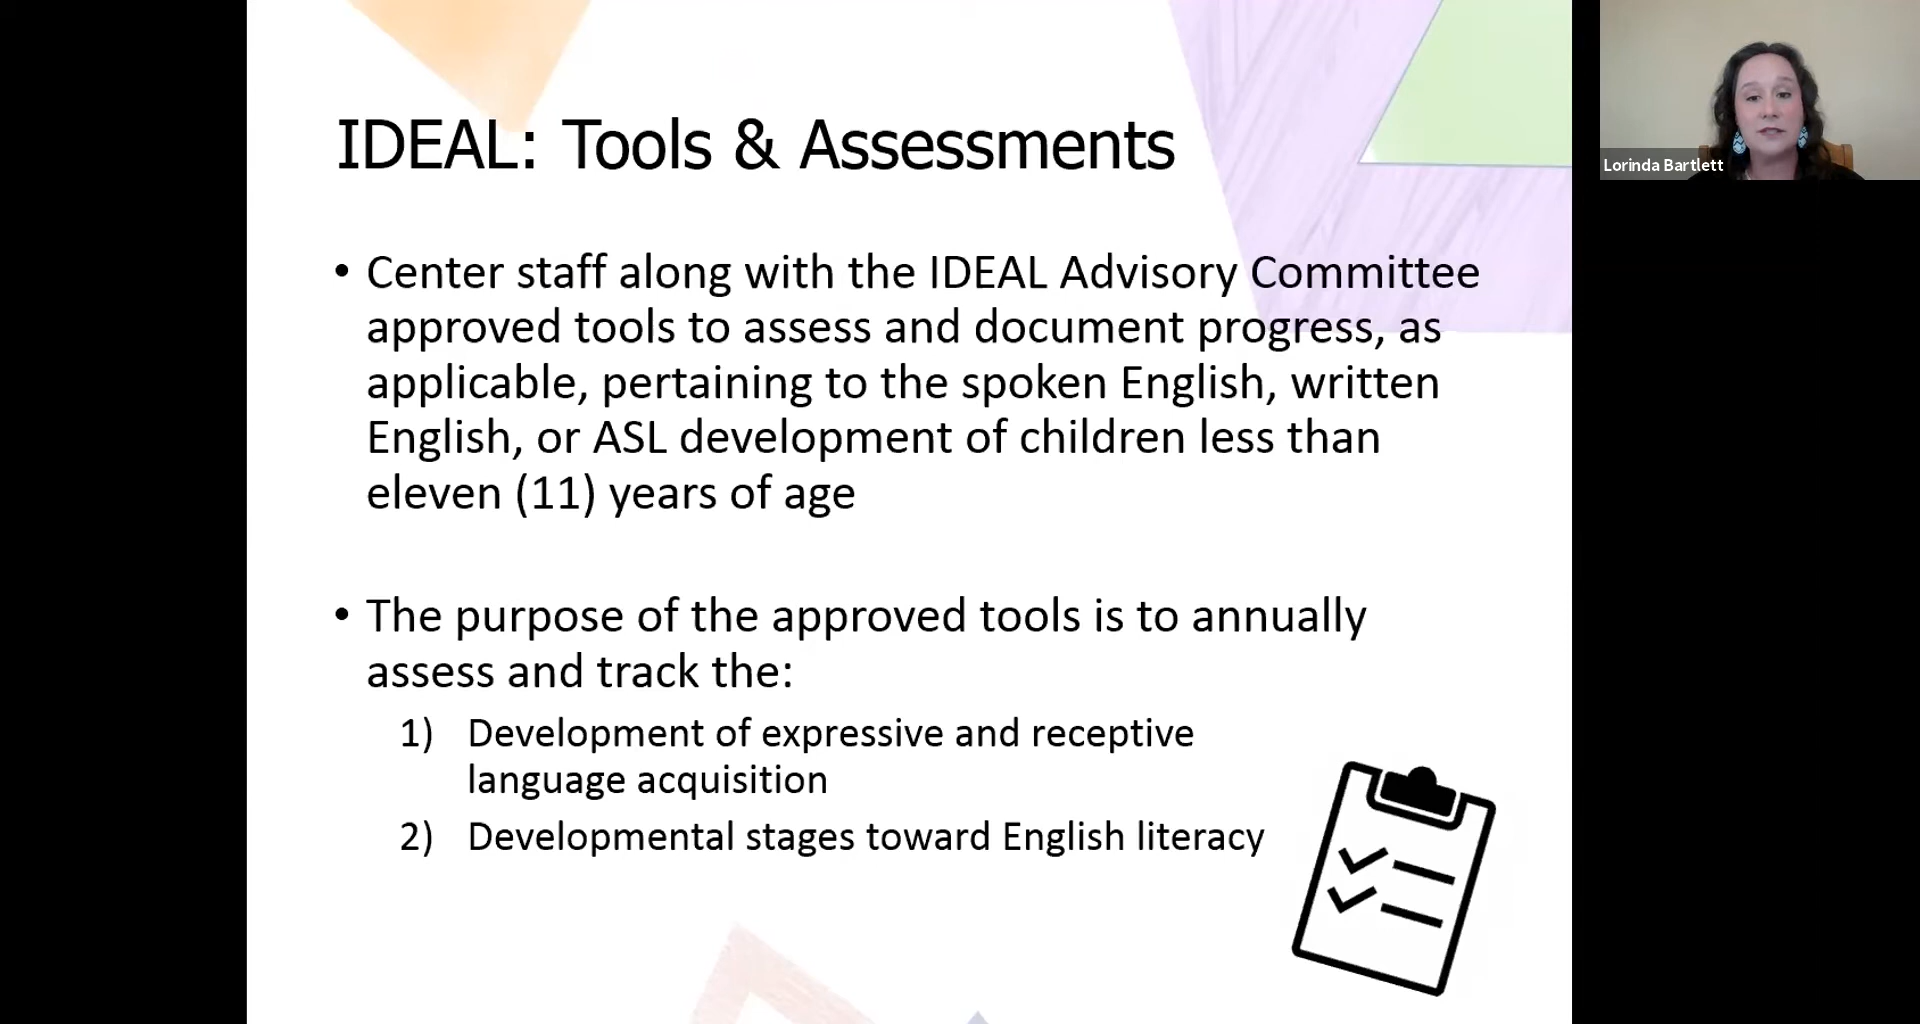 IDEAL: Tools & Assessments
Lorinda Bartlett
• Center staff along with the IDEAL Advisory Committee
approved tools to assess and document progress, as
applicable, pertaining to the spoken English, written
English, or ASL development of children less than
eleven (11) years of age
• The purpose of the approved tools is to annually
assess and track the:
1) Development of expressive and receptive
language acquisition
2) Developmental stages toward English literacy